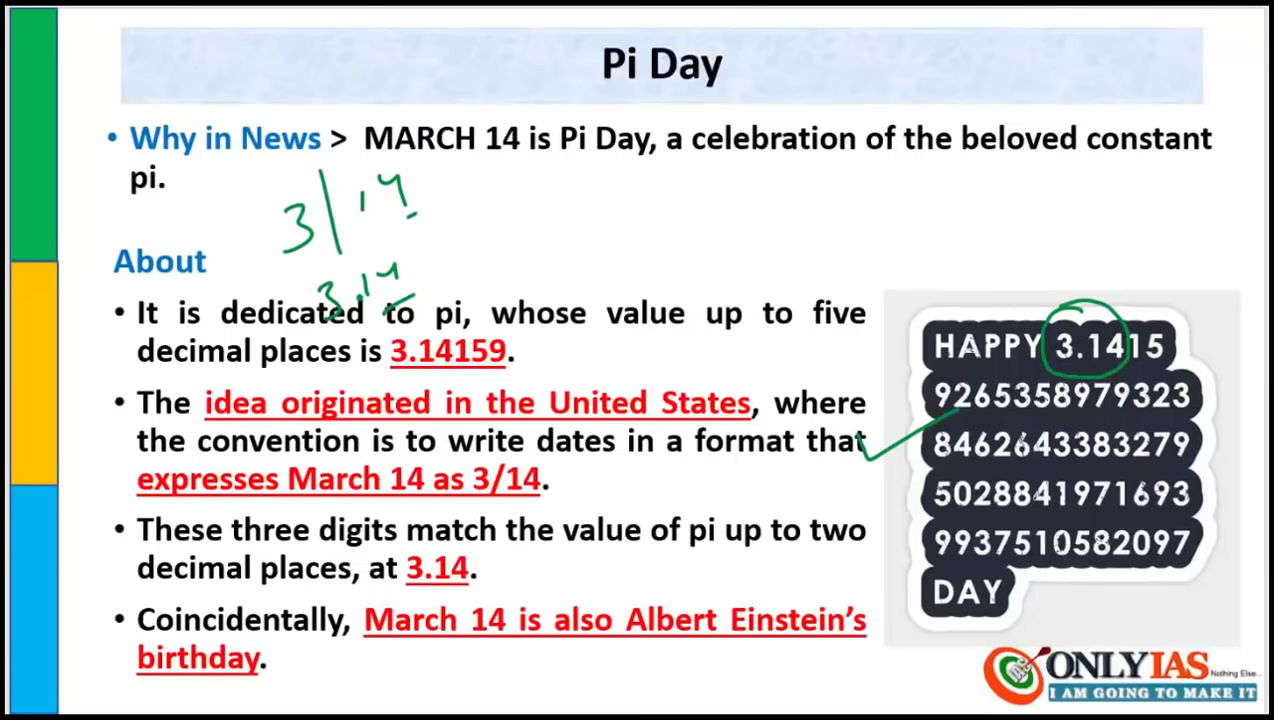 Pi Day
• Why in News > MARCH 14 is Pi Day, a celebration of the beloved constant
pi.
3/14
About
3.14
• It is dedicated to pi, whose value up to five
decimal places is 3.14159.
• The idea originated in the United States, where
the convention is to write dates in a format that
expresses March 14 as 3/14.
• These three digits match the value of pi up to two
decimal places, at 3.14.
• Coincidentally, March 14 is also Albert Einstein's
birthday.
HAPPY 3.1415
9265358979323
8462643383279
5028841971693
9937510582097
DAY
ONLYIAS Nothing Else...
I AM GOING TO MAKE IT